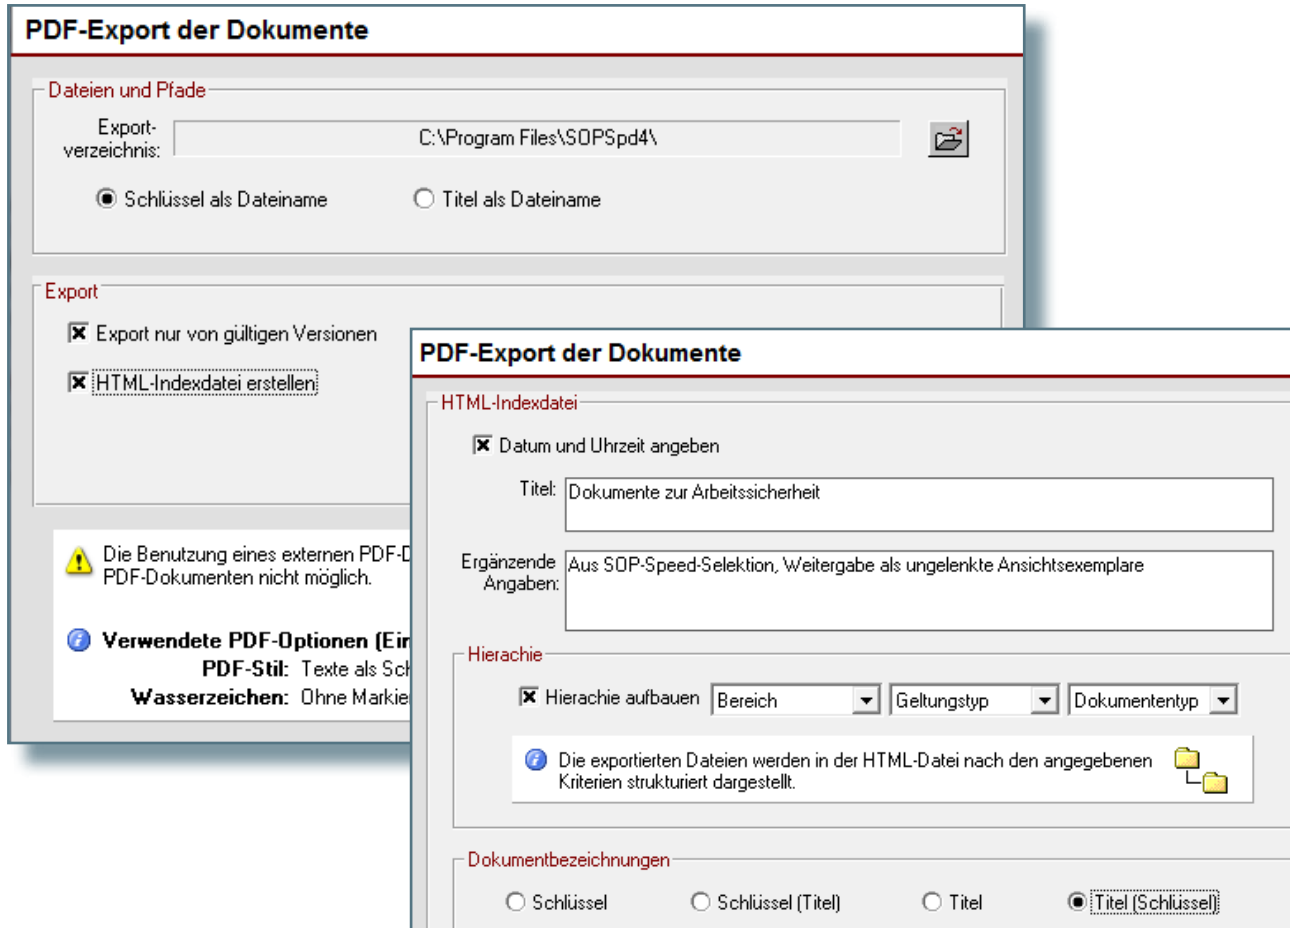 PDF-Export der Dokumente
Dateien und Pfade
Export-
verzeichnis:
C:\Program Files\SOPSpd4\
Schlüssel als Dateiname
Titel als Dateiname
Export
Export nur von gültigen Versionen
HTML-Indexdatei erstellen
Die Benutzung eines externen PDF-D
PDF-Dokumenten nicht möglich.
Verwendete PDF-Optionen (Ein
PDF-Stil: Texte als Sch
Wasserzeichen: Ohne Markie
PDF-Export der Dokumente
HTML-Indexdatei
Datum und Uhrzeit angeben
Titel: Dokumente zur Arbeitssicherheit
Ergänzende
Angaben:
Aus SOP-Speed-Selektion, Weitergabe als ungelenkte Ansichtsexemplare
Hierachie
Hierachie aufbauen Bereich Geltungstyp Dokumententyp
Die exportierten Dateien werden in der HTML-Datei nach den angegebenen
Kriterien strukturiert dargestellt.
Dokumentbezeichnungen
Schlüssel Schlüssel (Titel) Titel Titel (Schlüssel)